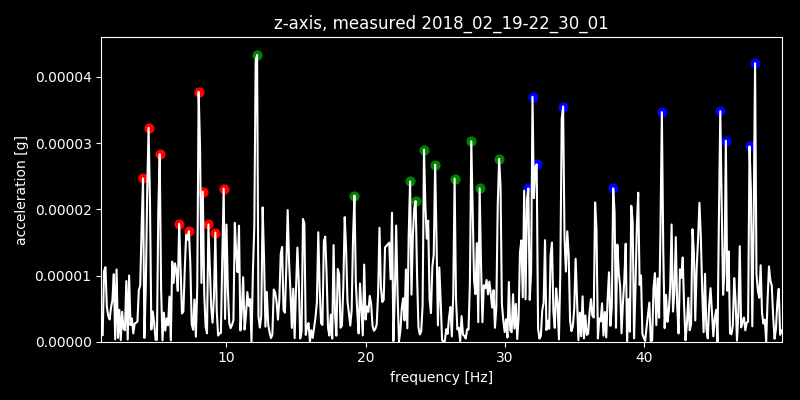 z-axis, measured 2018_02_19-22_30_01
0.00004
0.00003
0.00002
0.00001
0.00000
acceleration [g]
10 20 30 40
frequency [Hz]